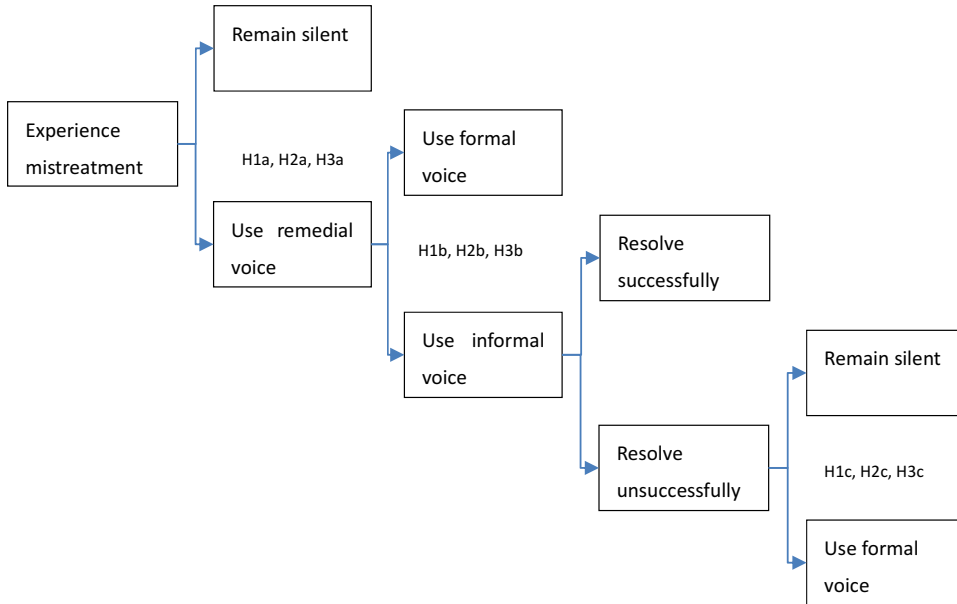 Remain silent
Experience
mistreatment
H1a, H2a, H3a
Use remedial
voice
Use formal
voice
H1b, H2b, H3b
Use informal
voice
Resolve
successfully
Resolve
unsuccessfully
Remain silent
H1c, H2c, H3c
Use formal
voice